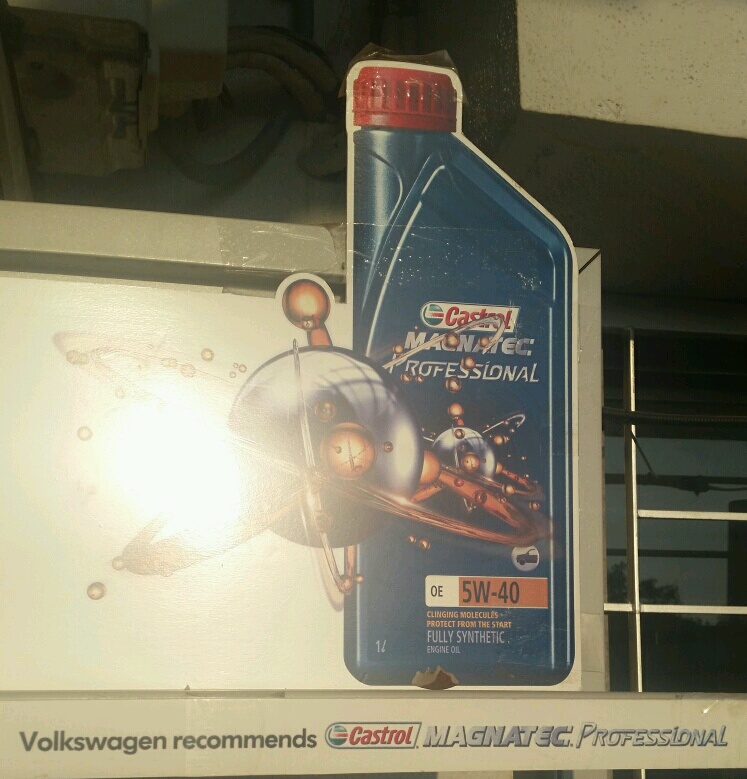 Castrol
MAGNATEC
PROFESSIONAL
OE 5W-40
CLINGING MOLECULES
PROTECT FROM THE START
FULLY SYNTHETIC
ENGINE OIL
1ℓ
Volkswagen recommends Castrol MAGNATEC PROFESSIONAL